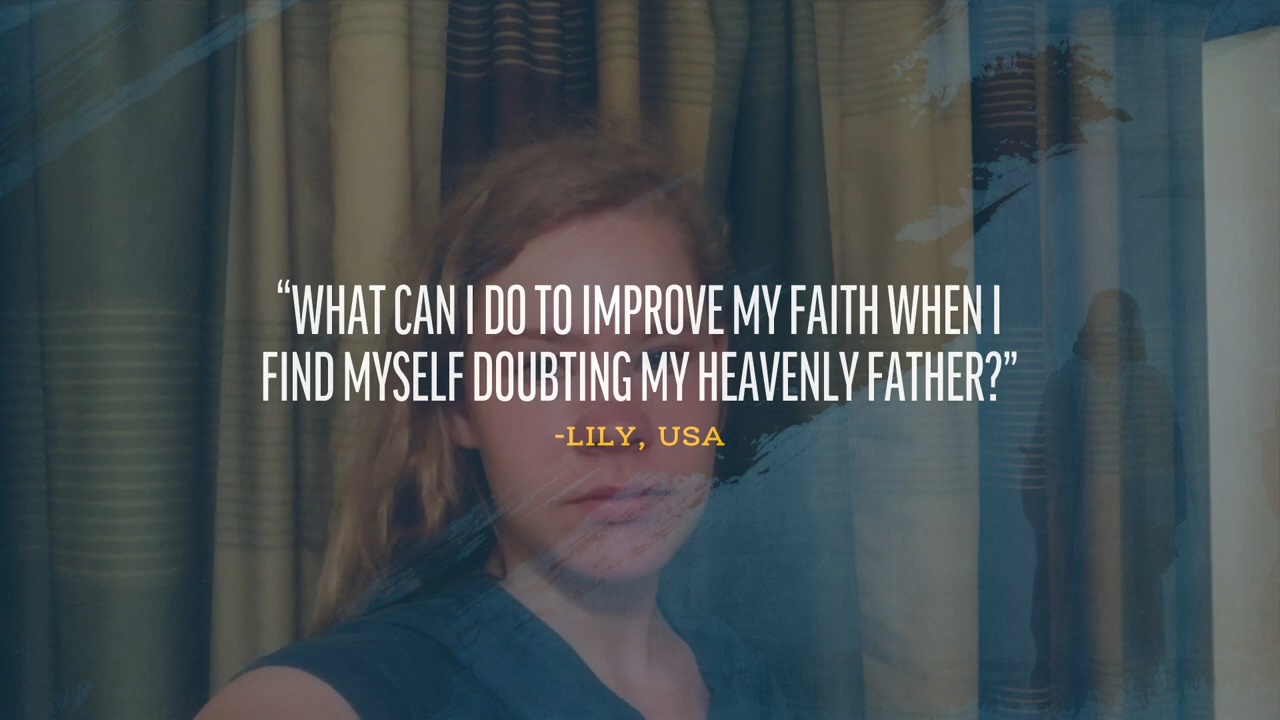 “WHAT CAN I DO TO IMPROVE MY FAITH WHEN I
FIND MYSELF DOUBTING MY HEAVENLY FATHER?”
-LILY, USA